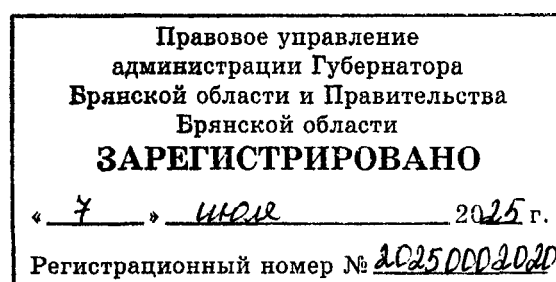 Правовое управление
администрации Губернатора
Брянской области и Правительства
Брянской области
ЗАРЕГИСТРИРОВАНО
« 7 » июля 2025 г.
Регистрационный номер № 20250002020